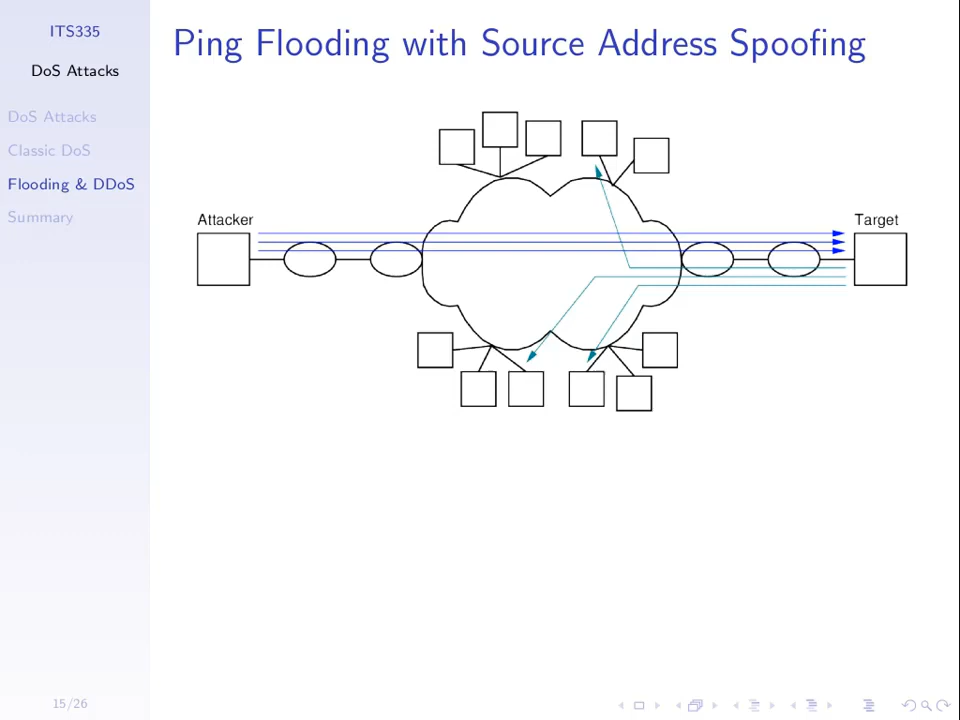 ITS335
DoS Attacks
DoS Attacks
Classic DoS
Flooding & DDoS
Summary
Ping Flooding with Source Address Spoofing
Attacker
Target
15/26